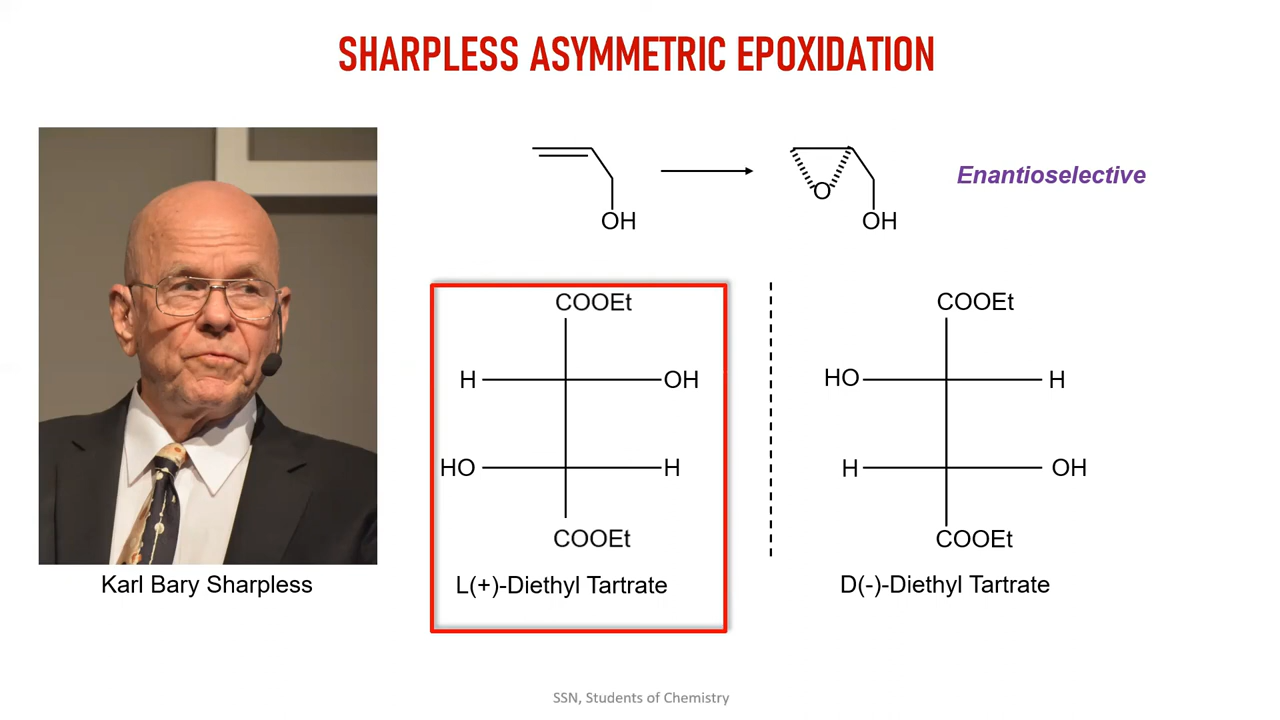 SHARPLESS ASYMMETRIC EPOXIDATION
OH
O
OH
Enantioselective
COOEt
H
OH
HO
H
COOEt
L(+)-Diethyl Tartrate
COOEt
HO
H
H
OH
COOEt
D(-)-Diethyl Tartrate
Karl Bary Sharpless
SSN, Students of Chemistry